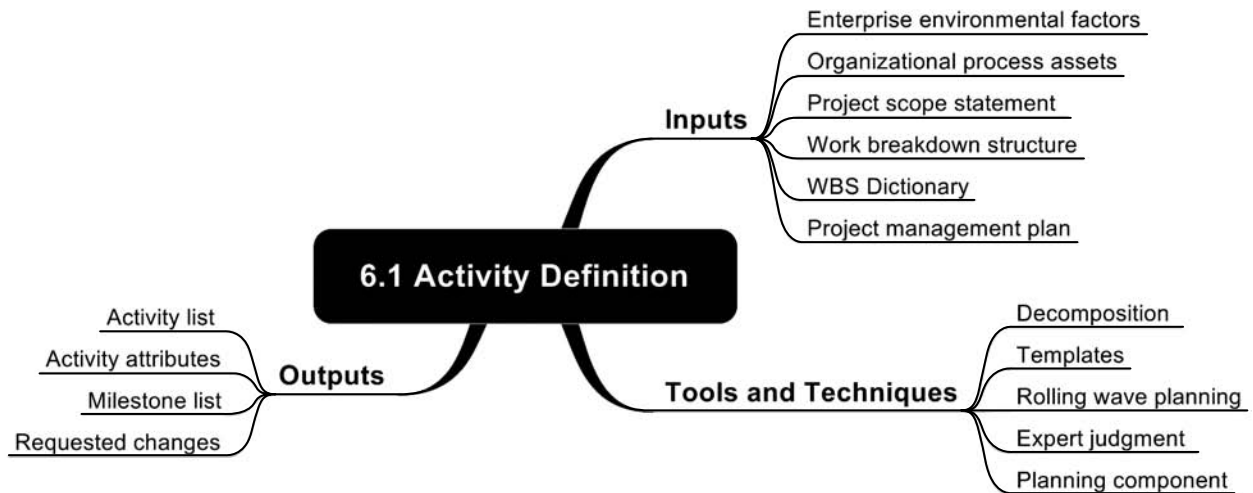 6.1 Activity Definition
Inputs
Enterprise environmental factors
Organizational process assets
Project scope statement
Work breakdown structure
WBS Dictionary
Project management plan
Tools and Techniques
Decomposition
Templates
Rolling wave planning
Expert judgment
Planning component
Outputs
Activity list
Activity attributes
Milestone list
Requested changes